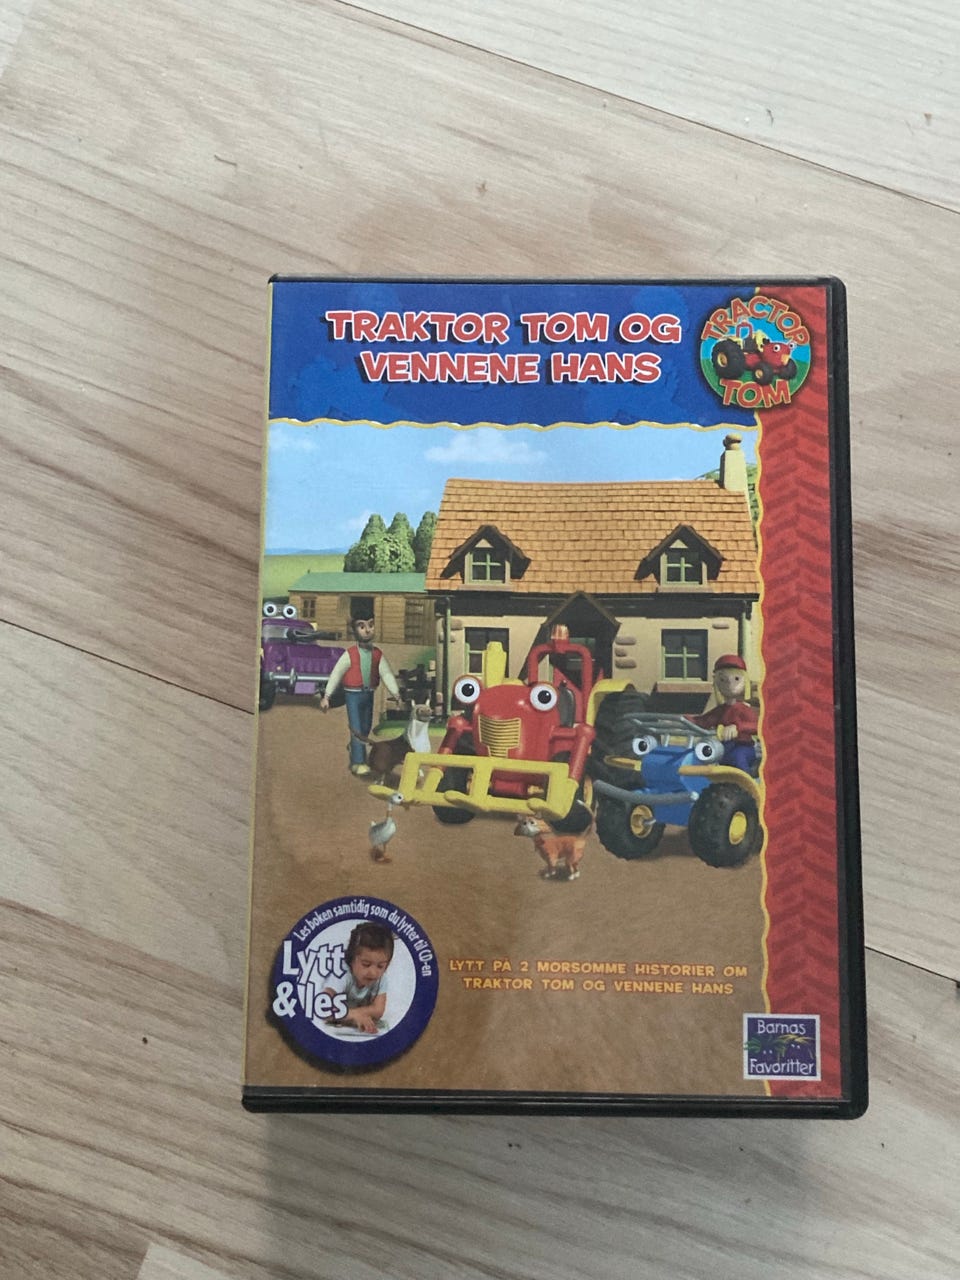 TRAKTOR TOM OG
VENNENE HANS
TRACTOR
TOM
Les boken samtidig som du lytter til CD-en
Lytt
& les
LYTT PÅ 2 MORSOMME HISTORIER OM
TRAKTOR TOM OG VENNENE HANS
Barnas
Favoritter